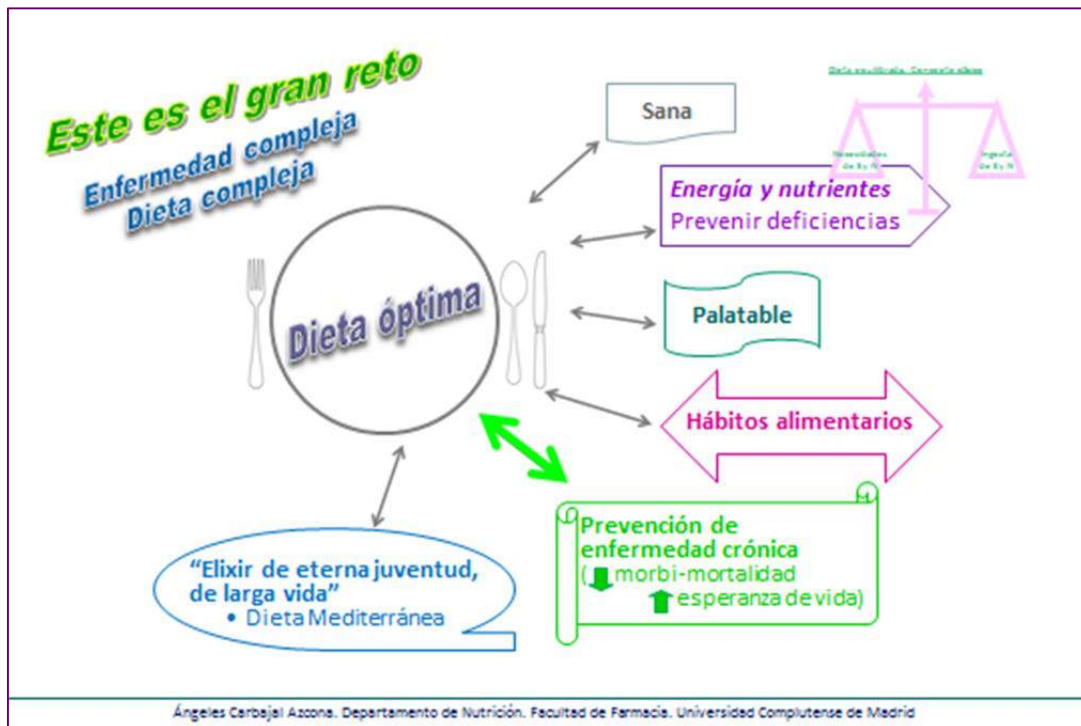 Este es el gran reto
Enfermedad compleja
Dieta compleja
Sana
Energía y nutrientes
Prevenir deficiencias
Dieta óptima
Palatable
Hábitos alimentarios
Prevención de
enfermedad crónica
( morbi-mortalidad
esperanza de vida)
“Elixir de eterna juventud,
de larga vida”
• Dieta Mediterránea
Ángeles Carbajal Azcona. Departamento de Nutrición. Facultad de Farmacia. Universidad Complutense de Madrid